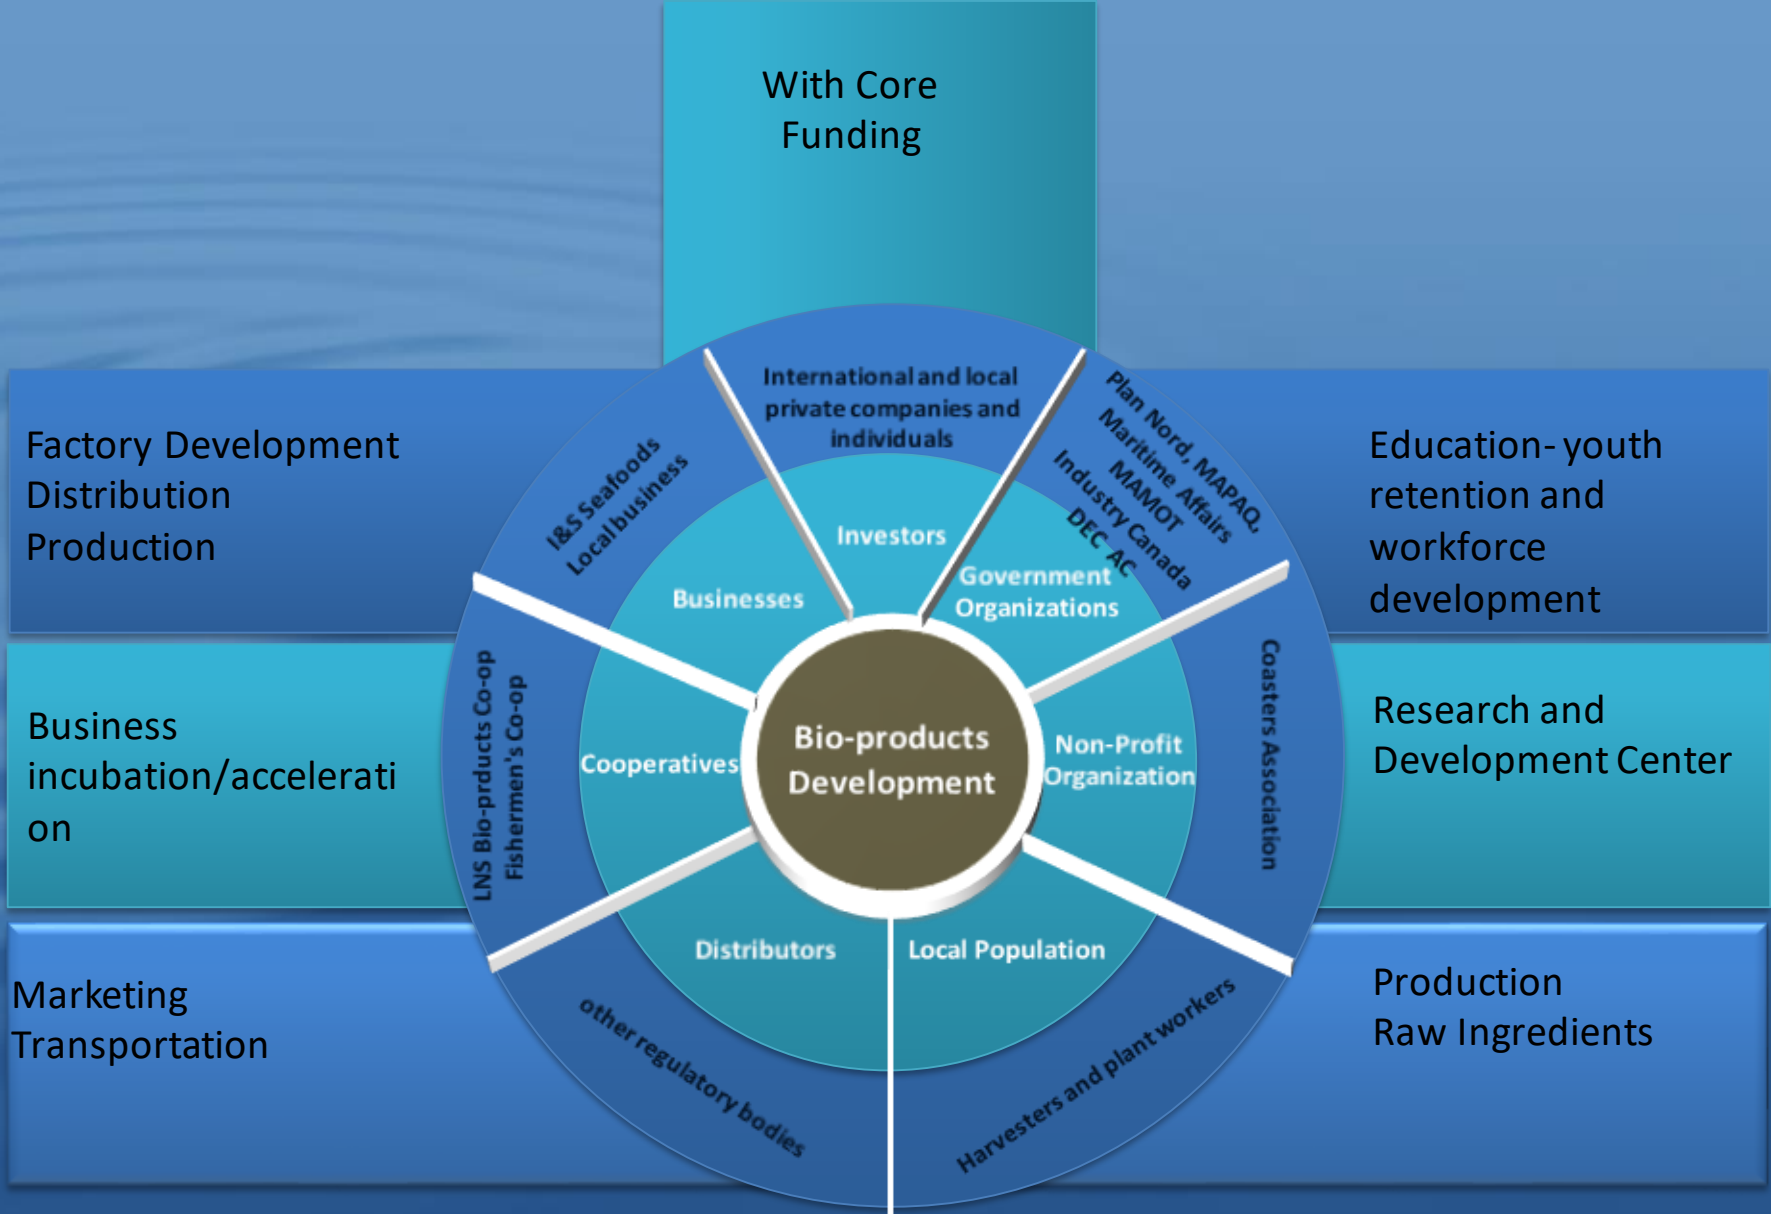 With Core
Funding
International and local
private companies and
individuals
Investors
Plan Nord, MAPAQ,
Maritime Affairs
MAMOT
Industry Canada
DEC AC
Government
Organizations
I&S Seafoods
Local business
Businesses
Factory Development
Distribution
Production
Education- youth
retention and
workforce
development
Business
incubation/accelerati
on
LNS Bio-products Co-op
Fishermen's Co-op
Cooperatives
Bio-products
Development
Non-Profit
Organization
Coasters Association
Research and
Development Center
Marketing
Transportation
Distributors
other regulatory bodies
Local Population
Harvesters and plant workers
Production
Raw Ingredients